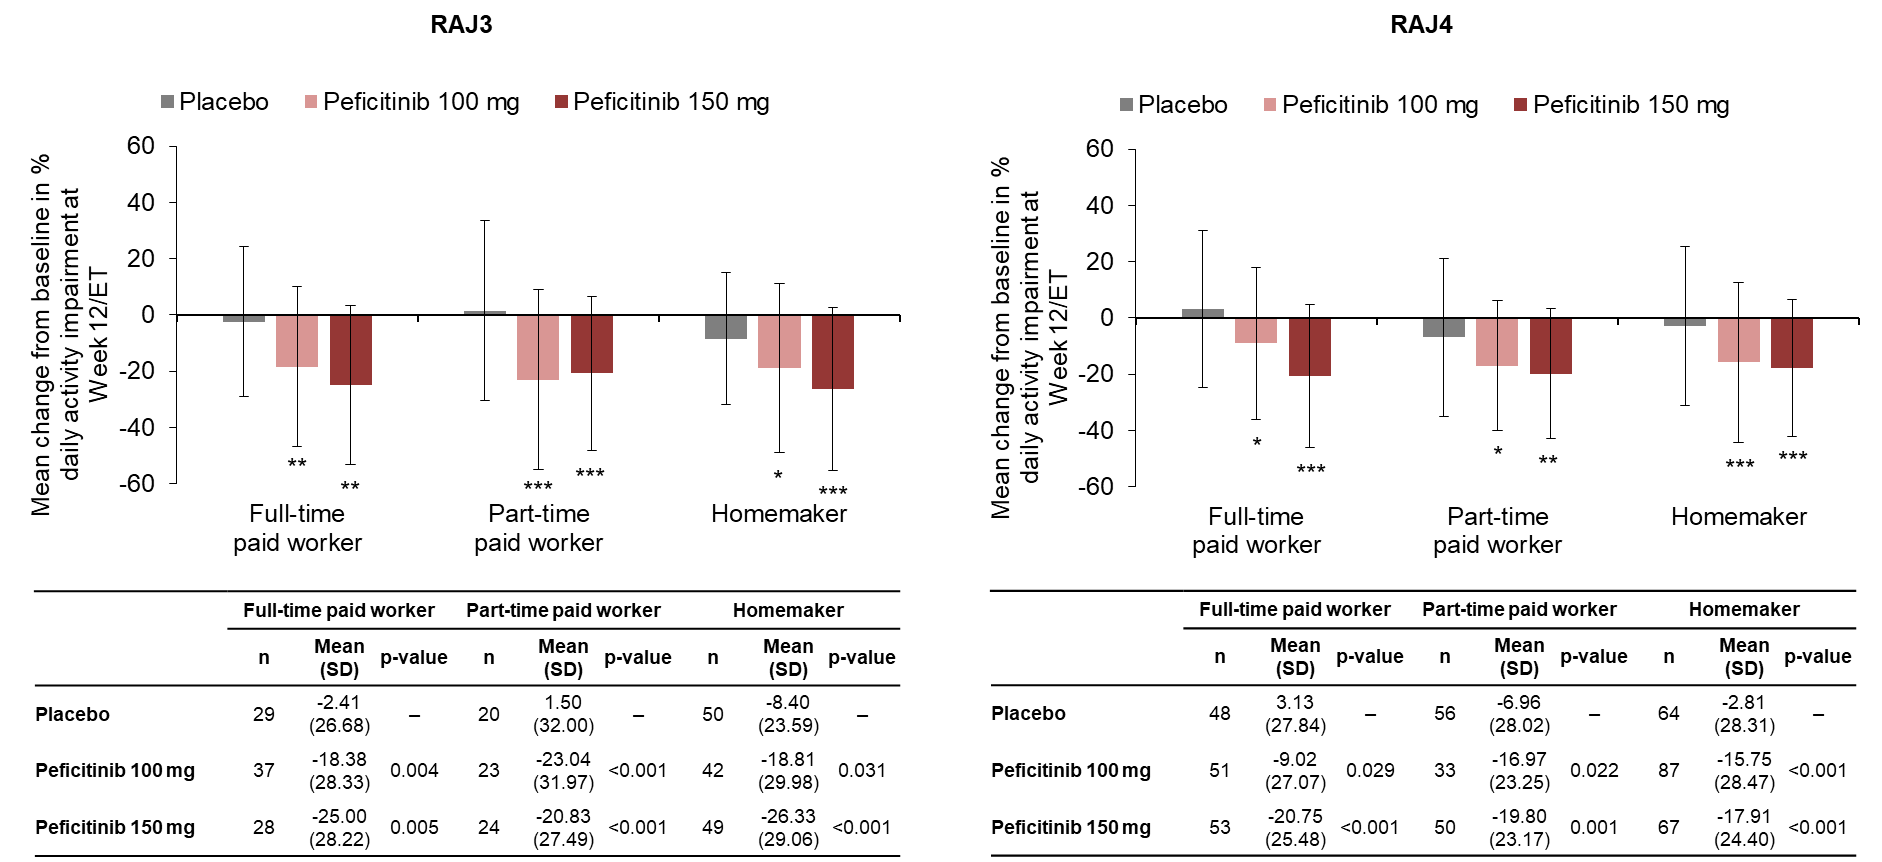 RAJ3
Placebo Peficitinib 100 mg Peficitinib 150 mg
Mean change from baseline in %
daily activity impairment at
Week 12/ET
60
40
20
0
-20
-40
-60
** ** *** *** * ***
Full-time
paid worker
Part-time
paid worker
Homemaker
Full-time paid worker Part-time paid worker Homemaker
n Mean (SD) p-value n Mean (SD) p-value n Mean (SD) p-value
Placebo 29 -2.41 (26.68) – 20 1.50 (32.00) – 50 -8.40 (23.59) –
Peficitinib 100 mg 37 -18.38 (28.33) 0.004 23 -23.04 (31.97) <0.001 42 -18.81 (29.98) 0.031
Peficitinib 150 mg 28 -25.00 (28.22) 0.005 24 -20.83 (27.49) <0.001 49 -26.33 (29.06) <0.001
RAJ4
Placebo Peficitinib 100 mg Peficitinib 150 mg
Mean change from baseline in %
daily activity impairment at
Week 12/ET
60
40
20
0
-20
-40
-60
* *** * ** *** ***
Full-time
paid worker
Part-time
paid worker
Homemaker
Full-time paid worker Part-time paid worker Homemaker
n Mean (SD) p-value n Mean (SD) p-value n Mean (SD) p-value
Placebo 48 3.13 (27.84) – 56 -6.96 (28.02) – 64 -2.81 (28.31) –
Peficitinib 100 mg 51 -9.02 (27.07) 0.029 33 -16.97 (23.25) 0.022 87 -15.75 (28.47) <0.001
Peficitinib 150 mg 53 -20.75 (25.48) <0.001 50 -19.80 (23.17) 0.001 67 -17.91 (24.40) <0.001